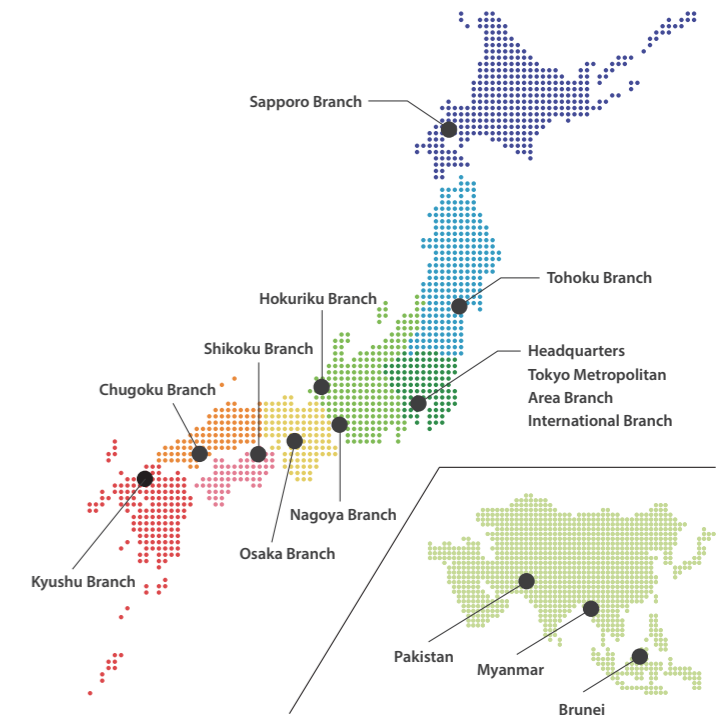 Sapporo Branch
Tohoku Branch
Hokuriku Branch
Shikoku Branch
Headquarters
Tokyo Metropolitan
Area Branch
International Branch
Chugoku Branch
Nagoya Branch
Osaka Branch
Kyushu Branch
Pakistan
Myanmar
Brunei